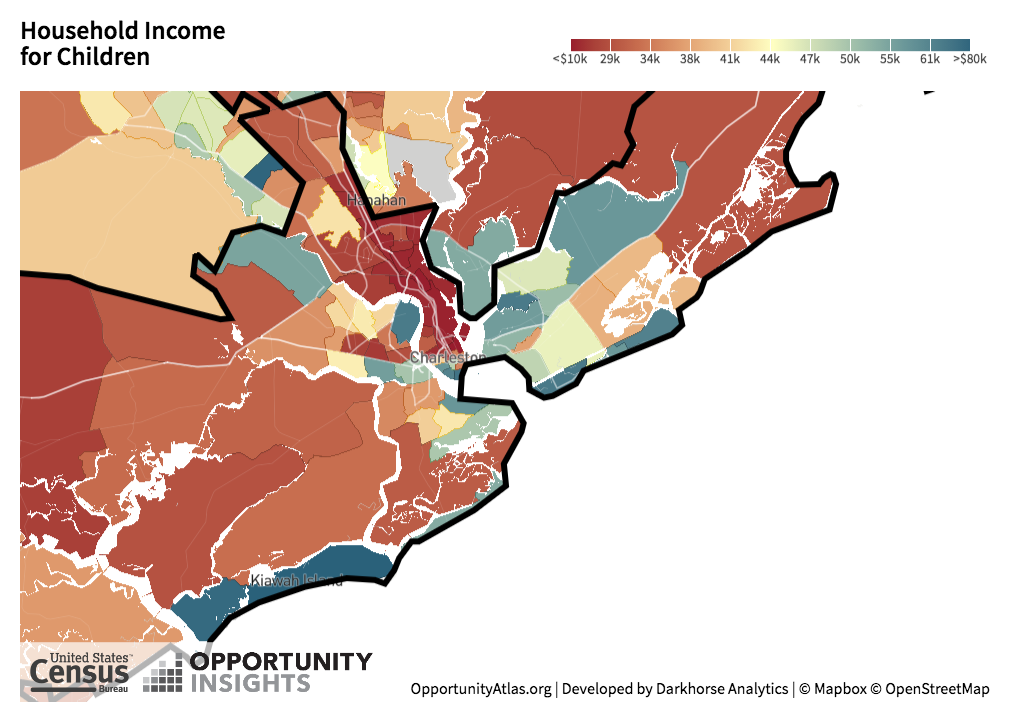 Household Income
for Children
<$10k 29k 34k 38k 41k 44k 47k 50k 55k 61k >$80k
Hanahan
Charleston
Kiawah Island
United States™
Census
Bureau
OPPORTUNITY
INSIGHTS
OpportunityAtlas.org | Developed by Darkhorse Analytics | © Mapbox © OpenStreetMap